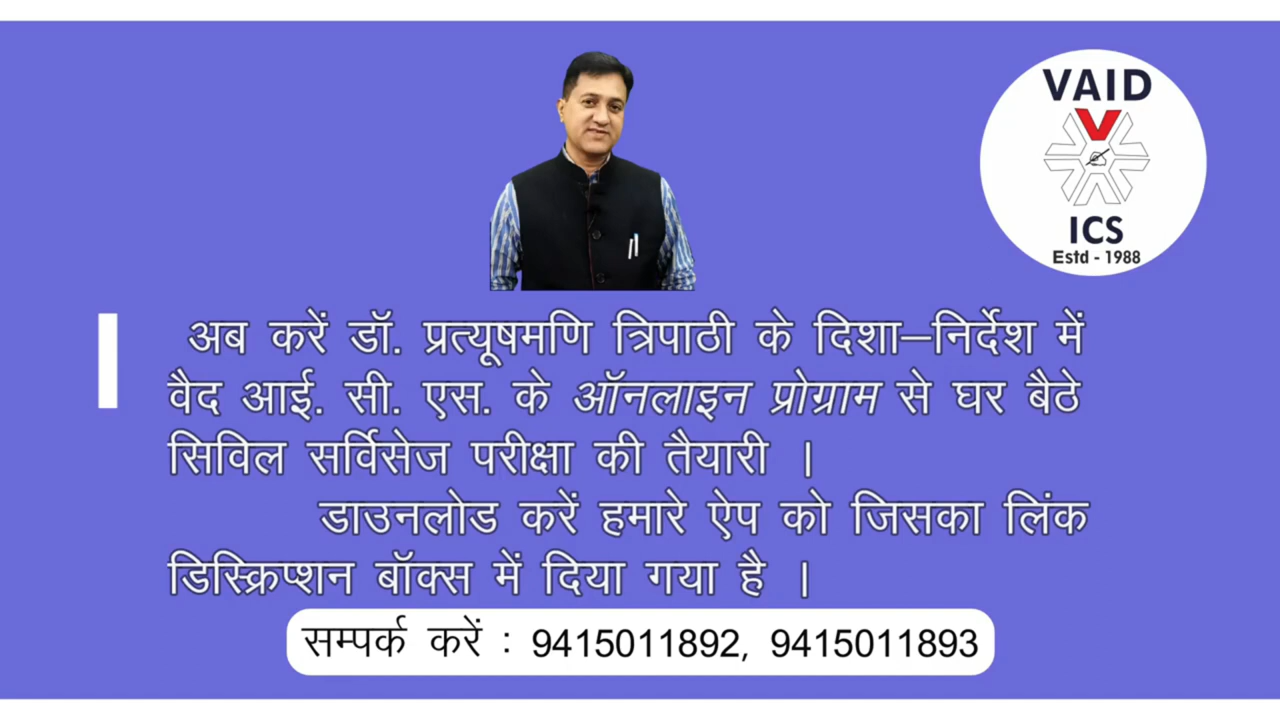 VAID
ICS
Estd - 1988
अब करें डॉ. प्रत्यूषमणि त्रिपाठी के दिशा–निर्देश में
वैद आई. सी. एस. के ऑनलाइन प्रोग्राम से घर बैठे
सिविल सर्विसेज परीक्षा की तैयारी ।
डाउनलोड करें हमारे ऐप को जिसका लिंक
डिस्क्रिप्शन बॉक्स में दिया गया है ।
सम्पर्क करें : 9415011892, 9415011893